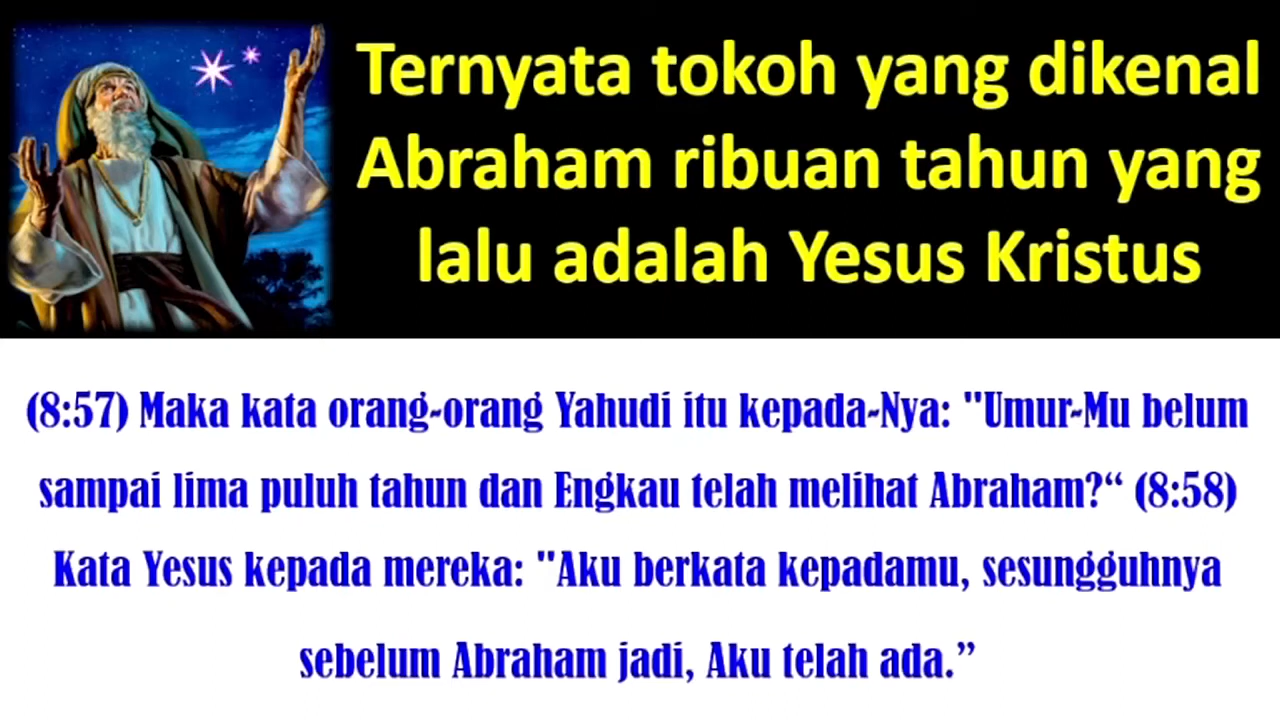 Ternyata tokoh yang dikenal
Abraham ribuan tahun yang
lalu adalah Yesus Kristus
(8:57) Maka kata orang-orang Yahudi itu kepada-Nya: "Umur-Mu belum
sampai lima puluh tahun dan Engkau telah melihat Abraham?“ (8:58)
Kata Yesus kepada mereka: "Aku berkata kepadamu, sesungguhnya
sebelum Abraham jadi, Aku telah ada.”